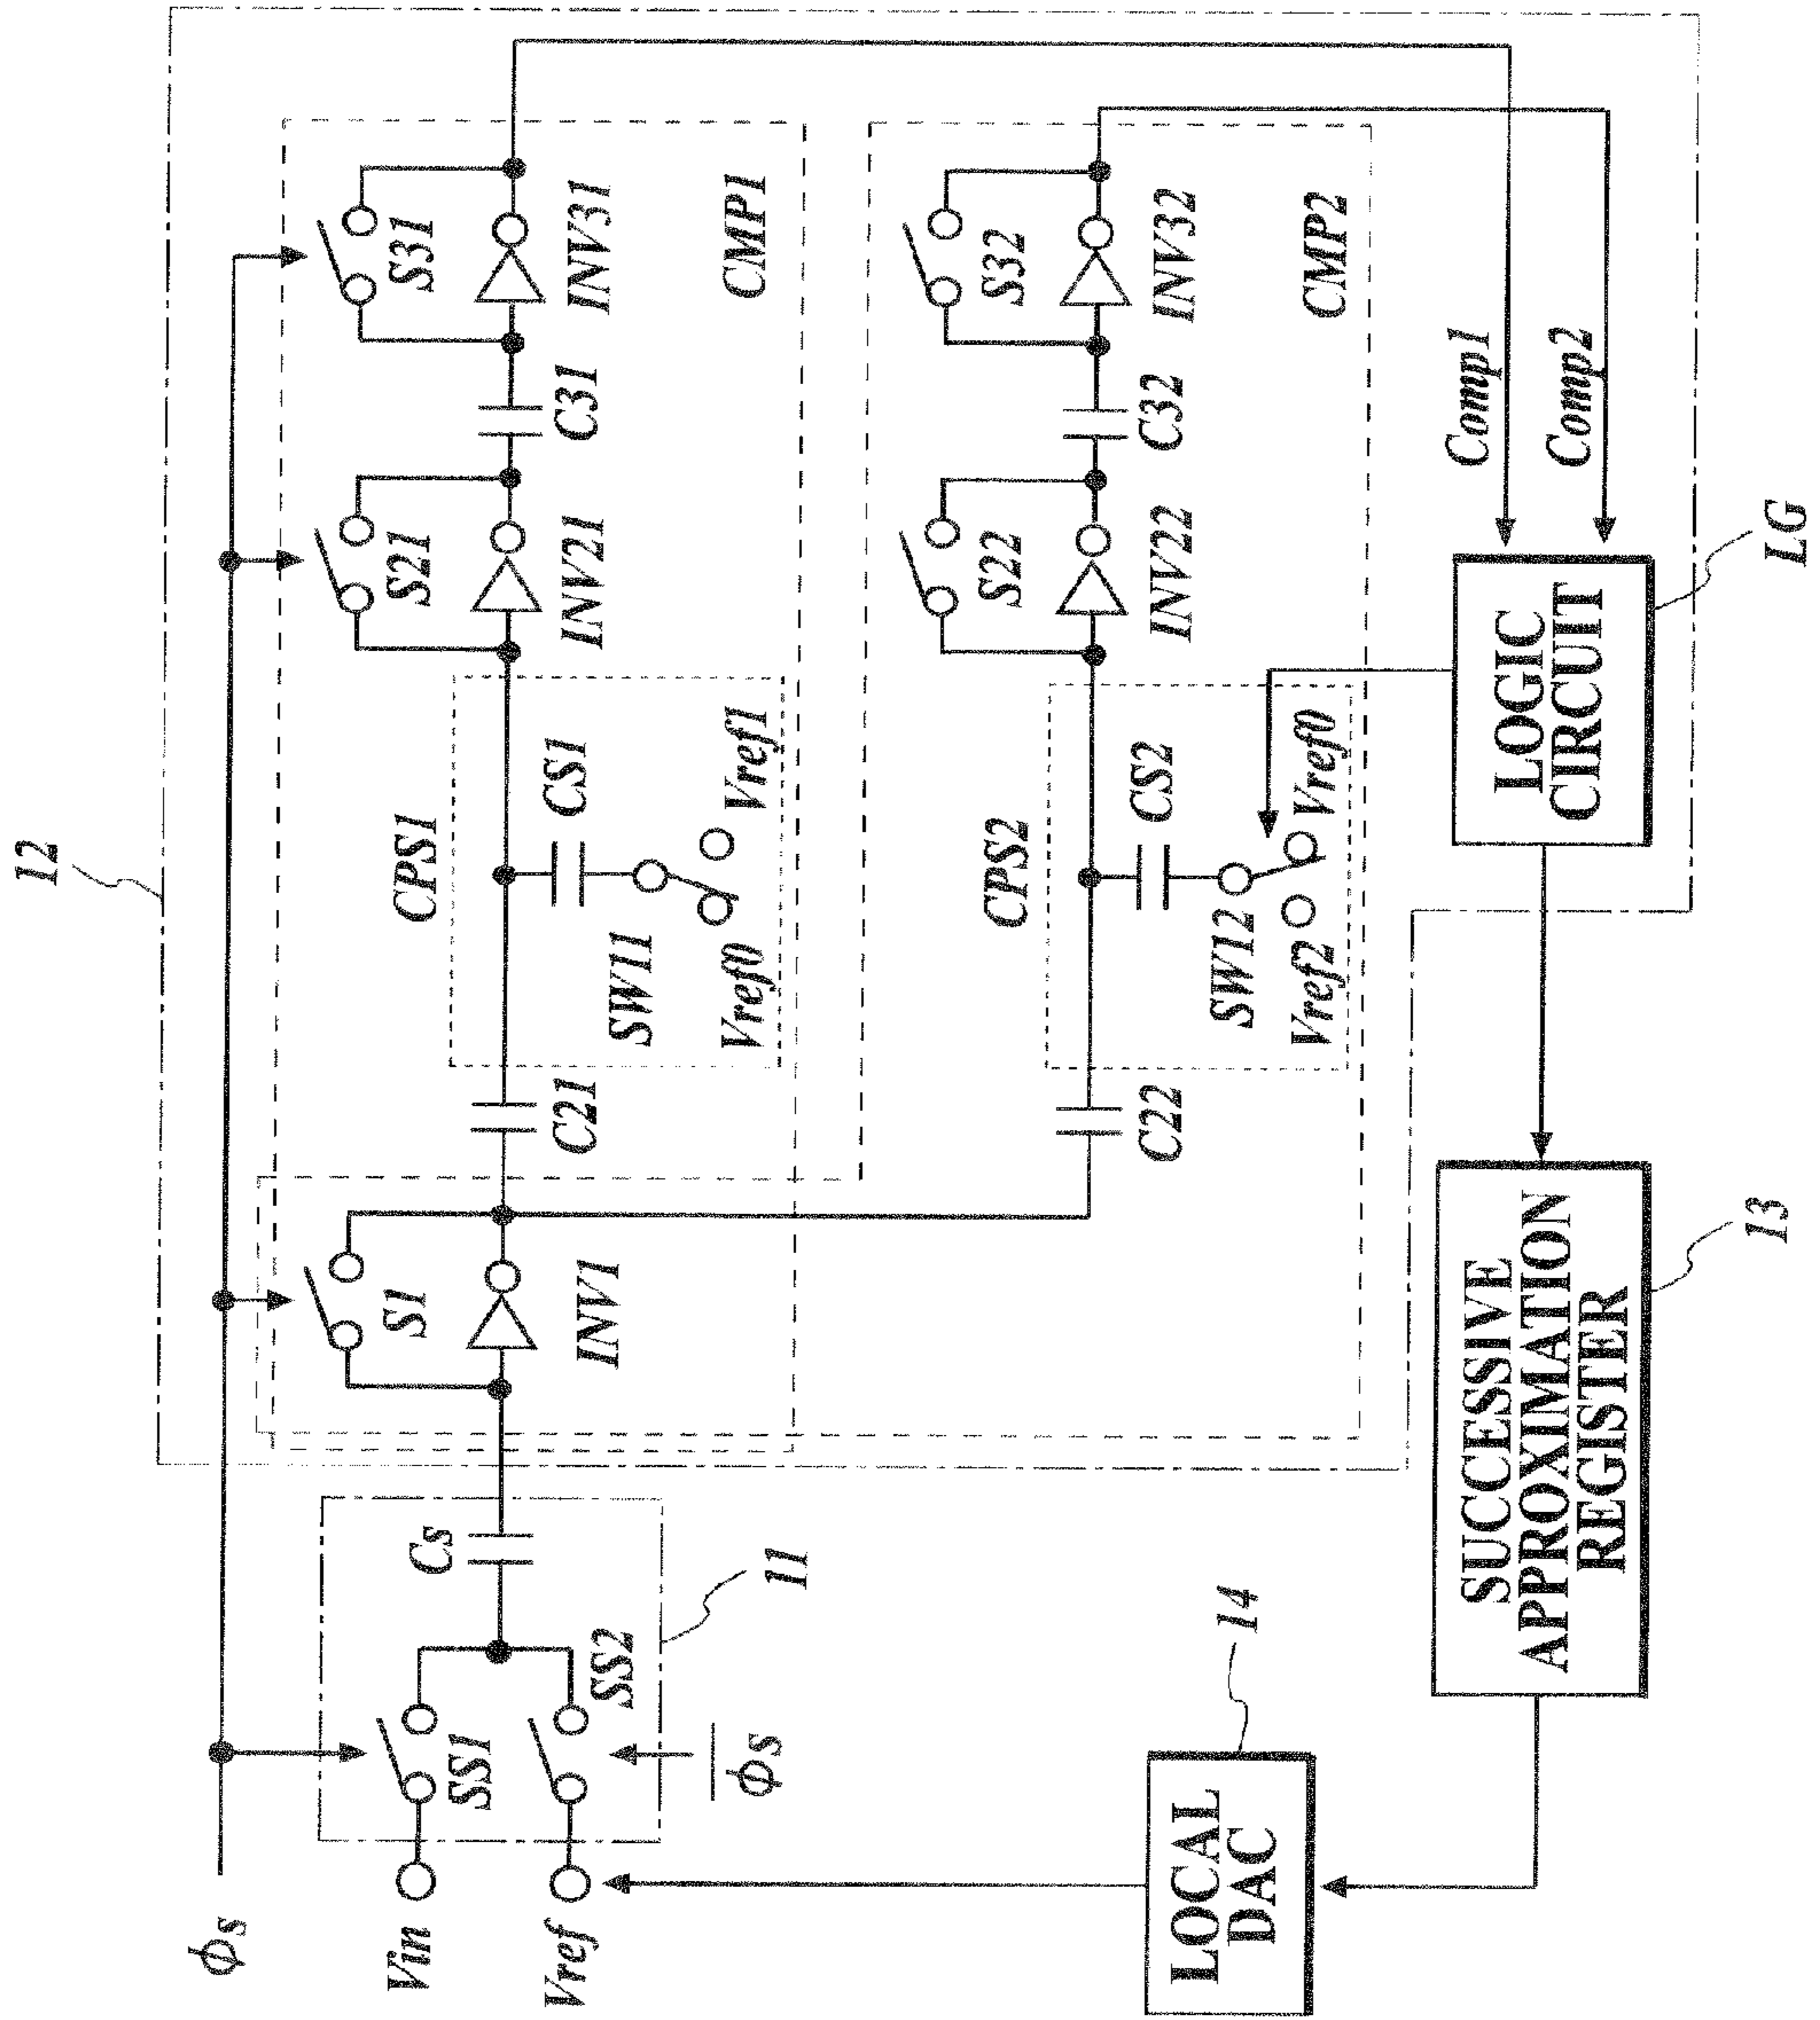 12
ϕs
Vin
Vref
SS1
SS2
ϕs
Cs
11
S1
INV1
C21
CPS1
CS1
SW11
Vref0
Vref1
S21
INV21
C31
S31
INV31
CMP1
C22
CPS2
CS2
SW12
Vref2
Vref0
S22
INV22
C32
S32
INV32
CMP2
Comp1
Comp2
LOGIC
CIRCUIT
LG
SUCCESSIVE
APPROXIMATION
REGISTER
13
LOCAL
DAC
14